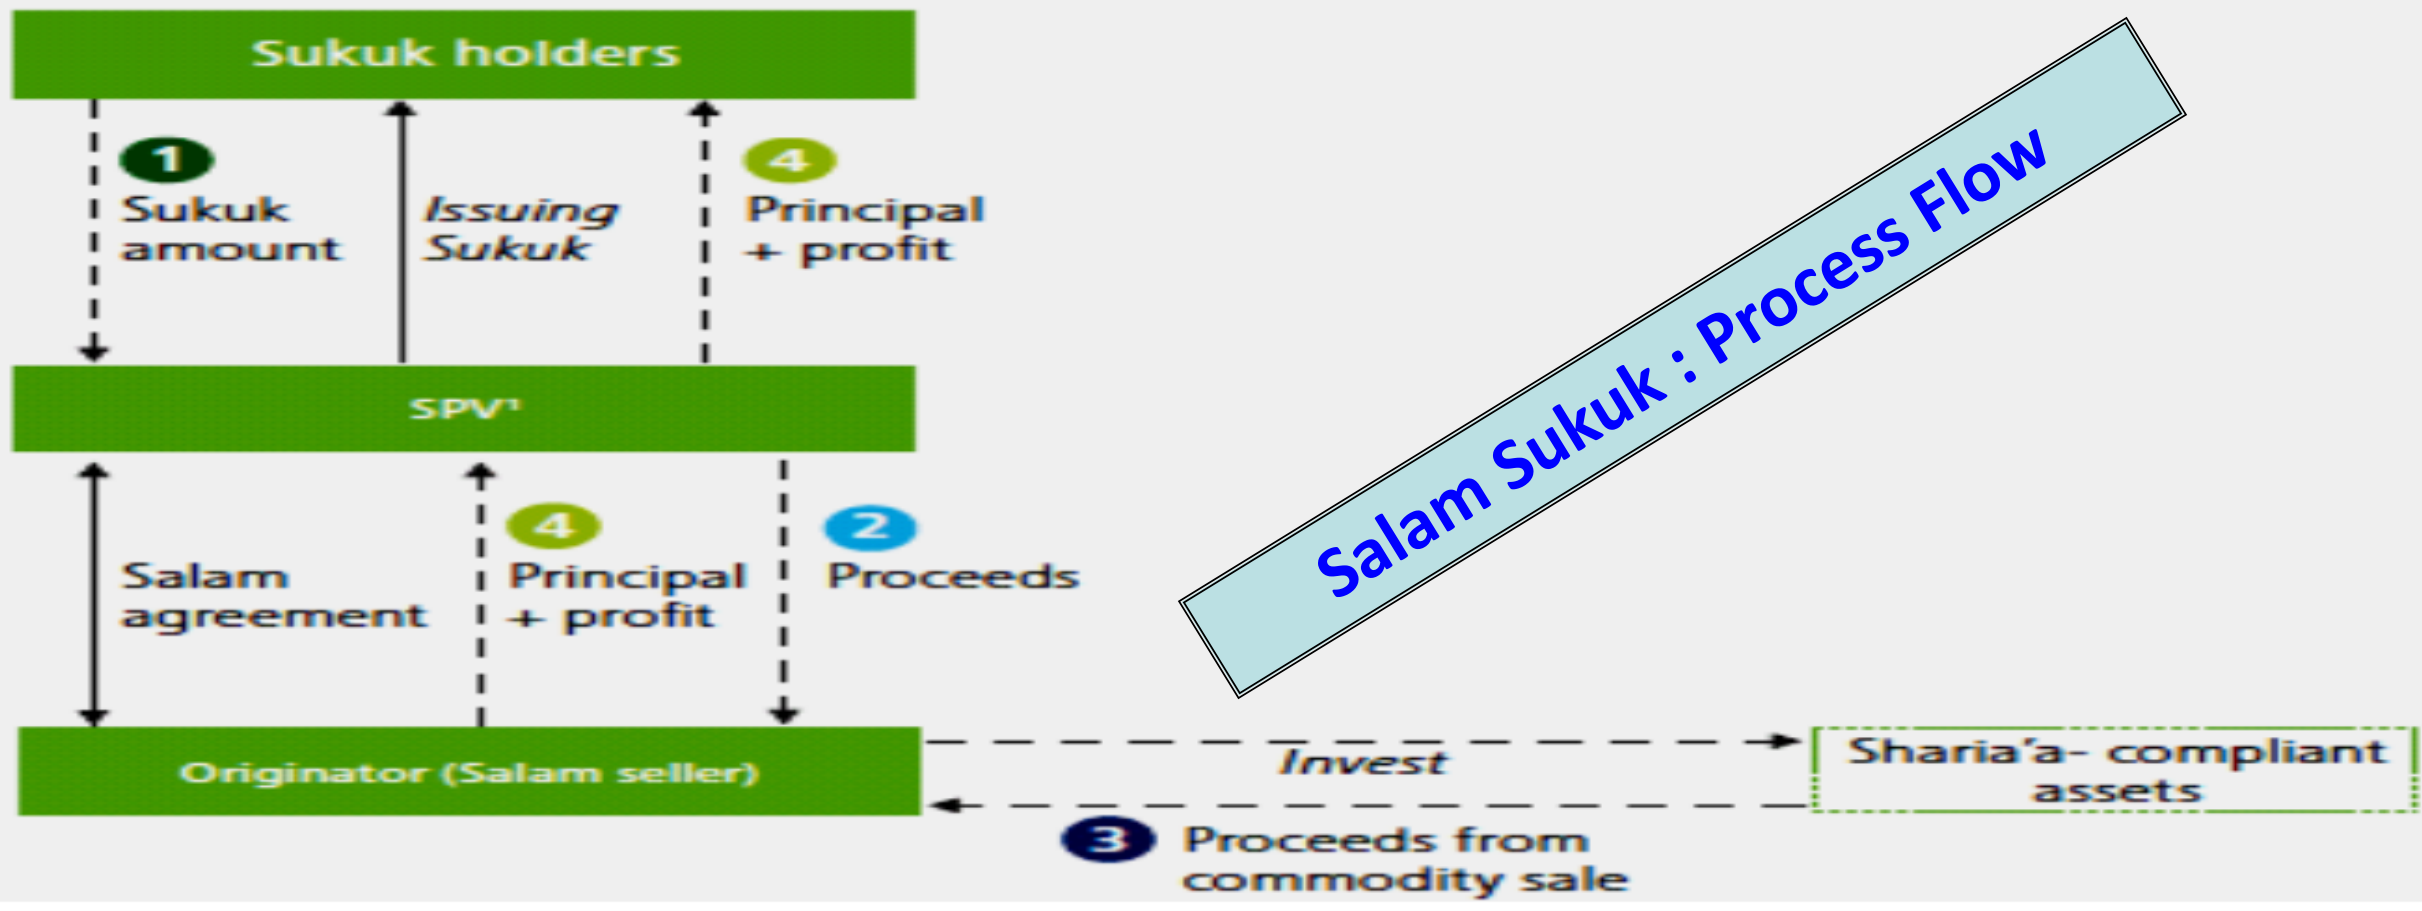 Sukuk holders
1
Sukuk
amount
Issuing
Sukuk
4
Principal
+ profit
Salam Sukuk : Process Flow
SPV¹
Salam
agreement
4
Principal
+ profit
2
Proceeds
Originator (Salam seller)
Invest
Sharia'a- compliant
assets
3
Proceeds from
commodity sale